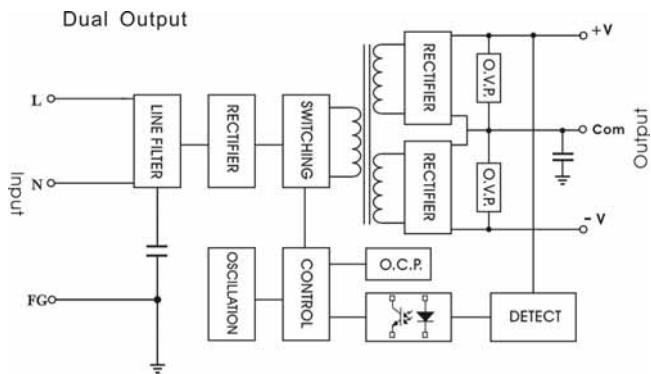 Dual Output
+V
RECTIFIER
O.V.P.
L
LINE FILTER
RECTIFIER
SWITCHING
Com
Output
Input
N
RECTIFIER
O.V.P.
– V
OSCILLATION
CONTROL
O.C.P.
FG
DETECT